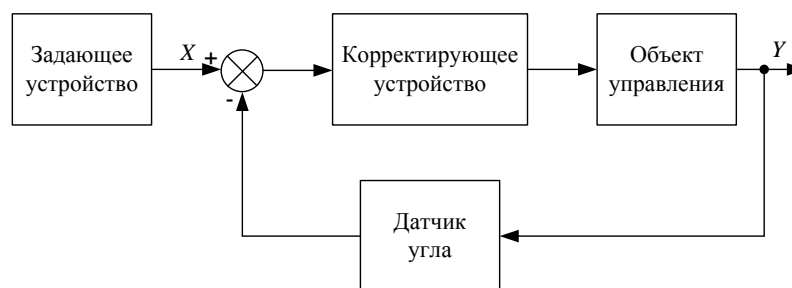 Задающее
устройство
X
+
-
Корректирующее
устройство
Объект
управления
Y
Датчик
угла